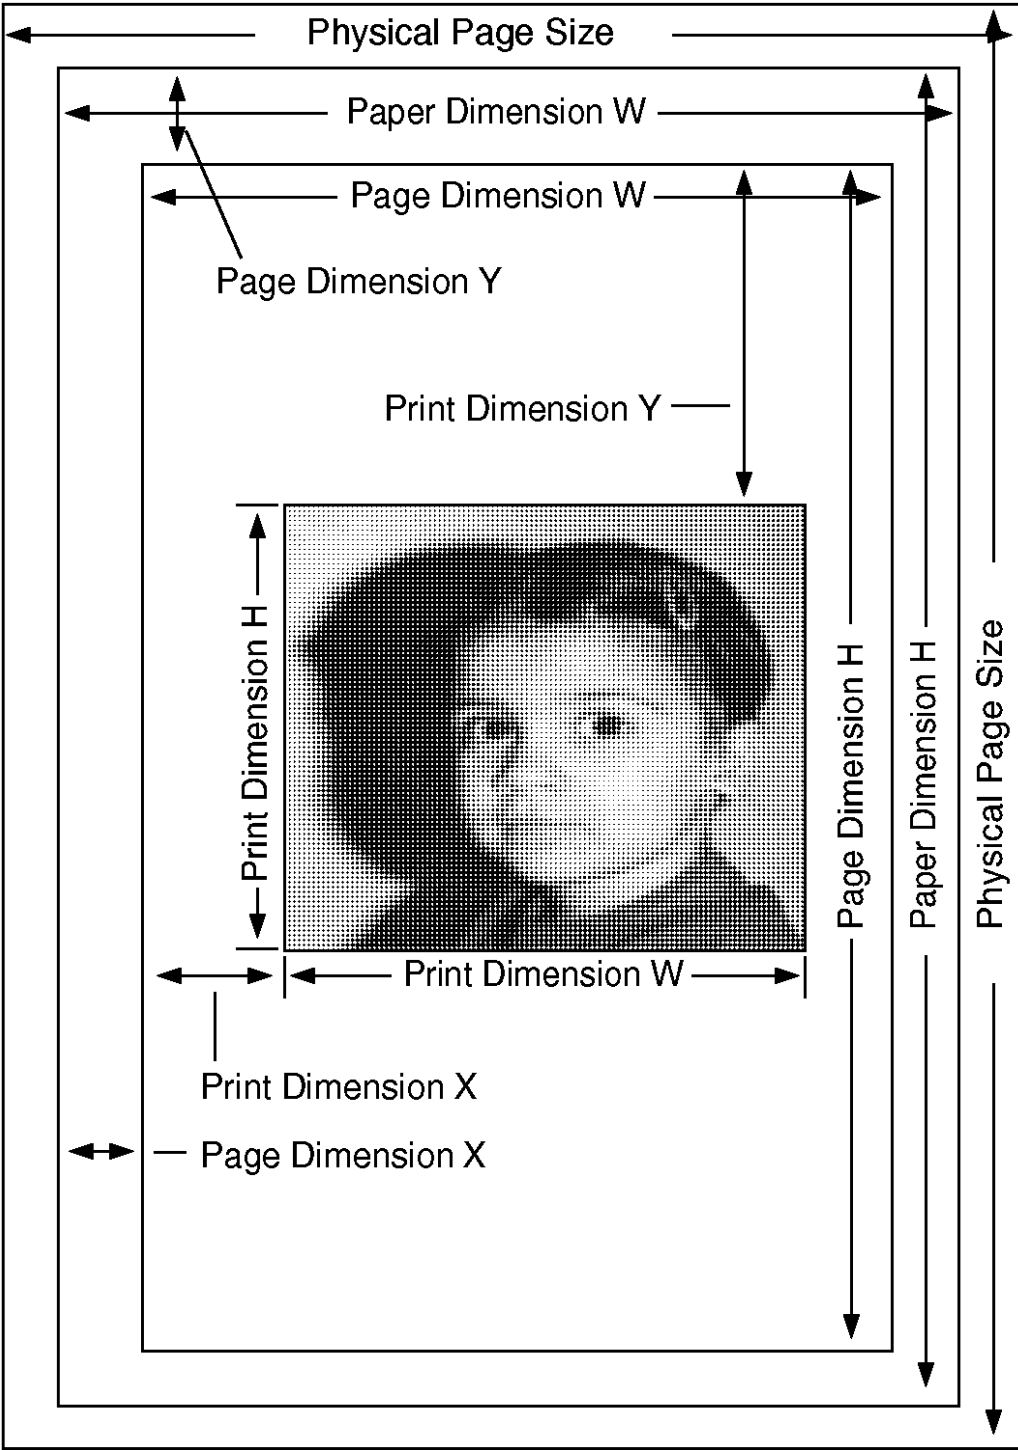 Physical Page Size
Paper Dimension W
Page Dimension W
Page Dimension Y
Print Dimension Y
Print Dimension H
Page Dimension H
Paper Dimension H
Physical Page Size
Print Dimension W
Print Dimension X
Page Dimension X